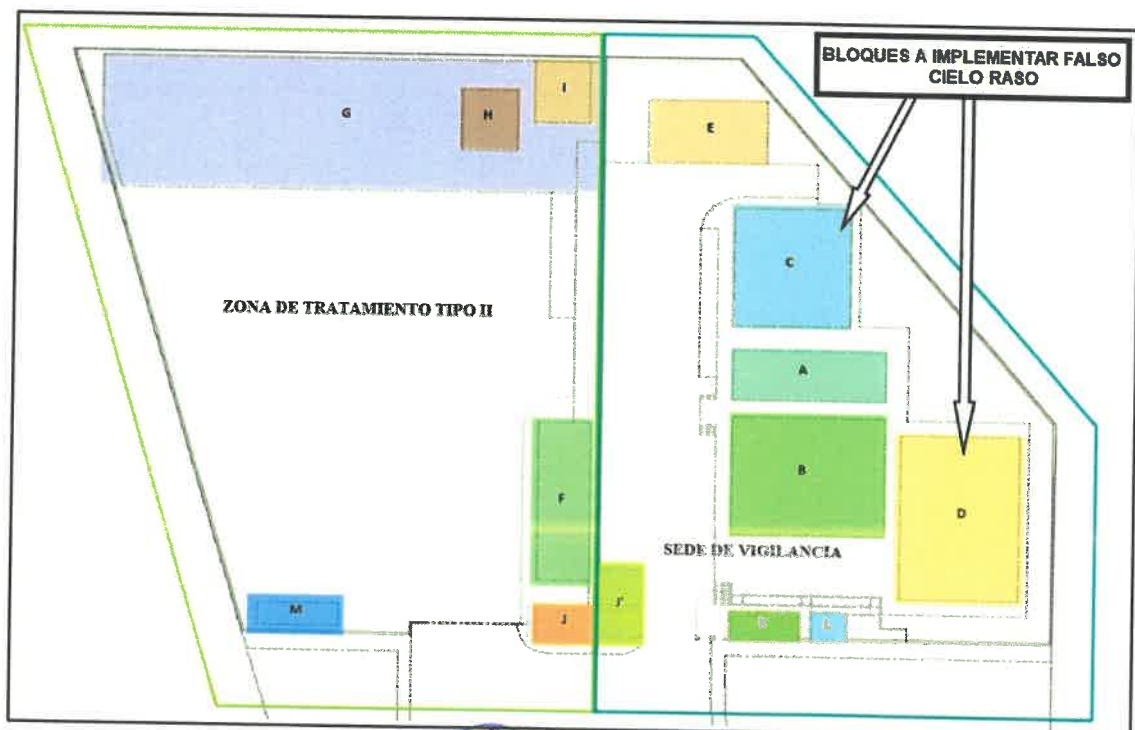 BLOQUES A IMPLEMENTAR FALSO
CIELO RASO
G
H
I
E
C
ZONA DE TRATAMIENTO TIPO II
A
B
F
D
SEDE DE VIGILANCIA
M
J
J'
L